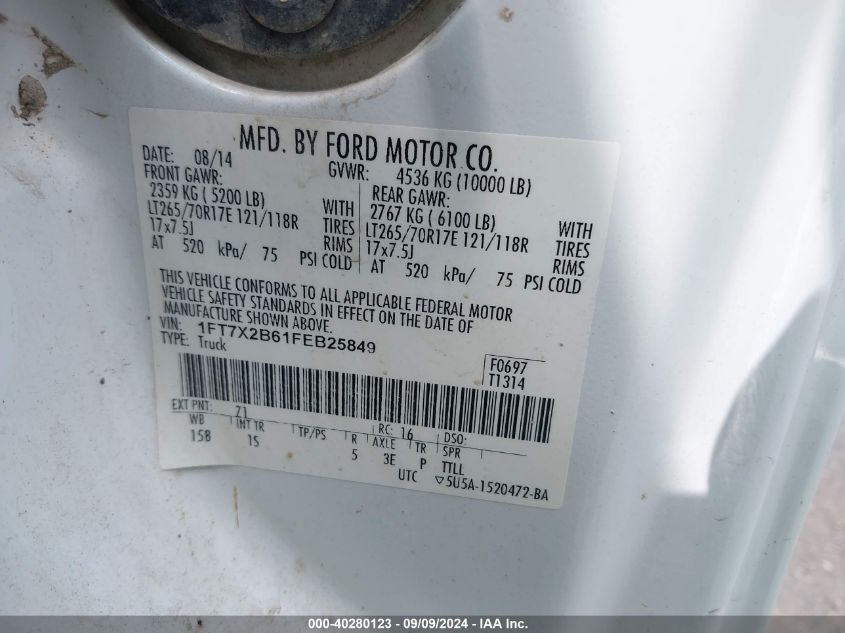 MFD. BY FORD MOTOR CO.
DATE: 08/14 GVWR: 4536 KG (10000 LB)
FRONT GAWR: REAR GAWR:
2359 KG ( 5200 LB) WITH 2767 KG ( 6100 LB) WITH
LT265/70R17E 121/118R TIRES LT265/70R17E 121/118R TIRES
17x7.5J RIMS 17x7.5J RIMS
AT 520 kPa/ 75 PSI COLD AT 520 kPa/ 75 PSI COLD
THIS VEHICLE CONFORMS TO ALL APPLICABLE FEDERAL MOTOR
VEHICLE SAFETY STANDARDS IN EFFECT ON THE DATE OF
MANUFACTURE SHOWN ABOVE.
VIN: 1FT7X2B61FEB25849
TYPE: Truck
F0697
T1314
EXT PNT: Z1 RC: 16 DSO:
WB INT TR TP/PS R AXLE TR SPR
158 15 5 3E P TTLL
UTC ▽5U5A-1520472-BA
000-40280123 - 09/09/2024 - IAA Inc.